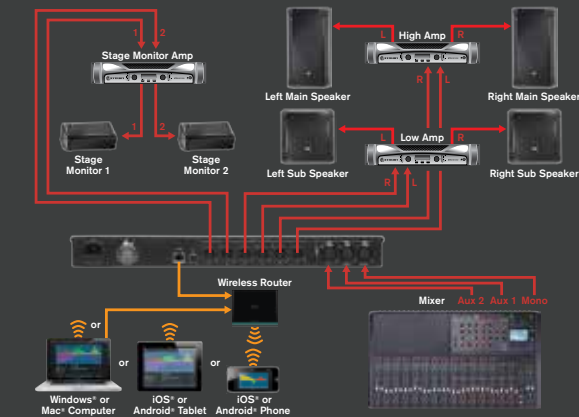 1
2
Stage Monitor Amp
1
2
Stage
Monitor 1
Stage
Monitor 2
L
High Amp
R
Left Main Speaker
R
L
Right Main Speaker
L
Low Amp
R
Left Sub Speaker
R
L
Right Sub Speaker
Wireless Router
Mixer
Aux 2
Aux 1
Mono
or
or
or
Windows® or
Mac® Computer
iOS® or
Android® Tablet
iOS® or
Android® Phone